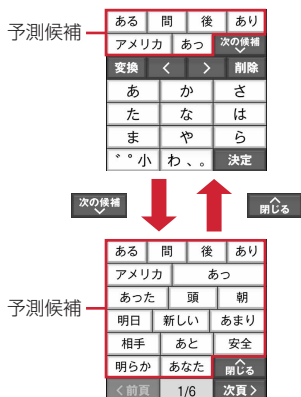 予測候補
ある 間 後 あり
アメリカ あっ 次の候補
変換 < > 削除
あ か さ
た な は
ま や ら
゛゜小 わ、。 決定
次の候補
閉じる
予測候補
ある 間 後 あり
アメリカ あっ
あった 頭 朝
明日 新しい あまり
相手 あと 安全
明らか あなた 閉じる
<前頁 1/6 次頁>